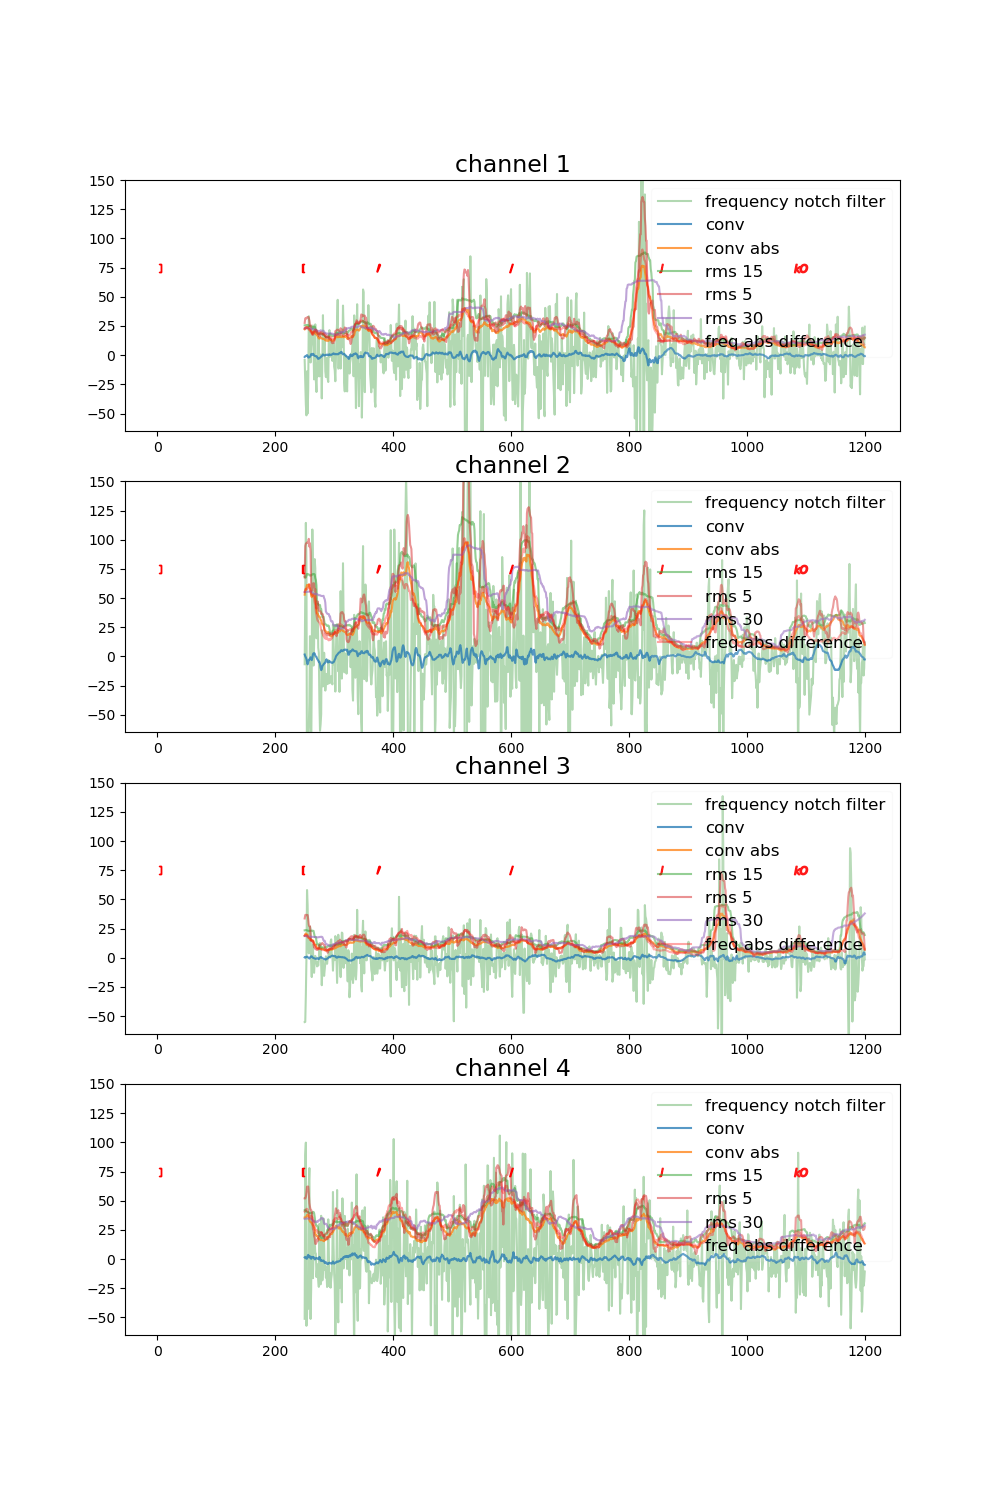 channel 1
150
125
100
75
50
25
0
−25
−50
frequency notch filter
conv
conv abs
rms 15
rms 5
rms 30
freq abs difference
kO
0 200 400 600 800 1000 1200
channel 2
150
125
100
75
50
25
0
−25
−50
frequency notch filter
conv
conv abs
rms 15
rms 5
rms 30
freq abs difference
kO
0 200 400 600 800 1000 1200
channel 3
150
125
100
75
50
25
0
−25
−50
frequency notch filter
conv
conv abs
rms 15
rms 5
rms 30
freq abs difference
kO
0 200 400 600 800 1000 1200
channel 4
150
125
100
75
50
25
0
−25
−50
frequency notch filter
conv
conv abs
rms 15
rms 5
rms 30
freq abs difference
kO
0 200 400 600 800 1000 1200